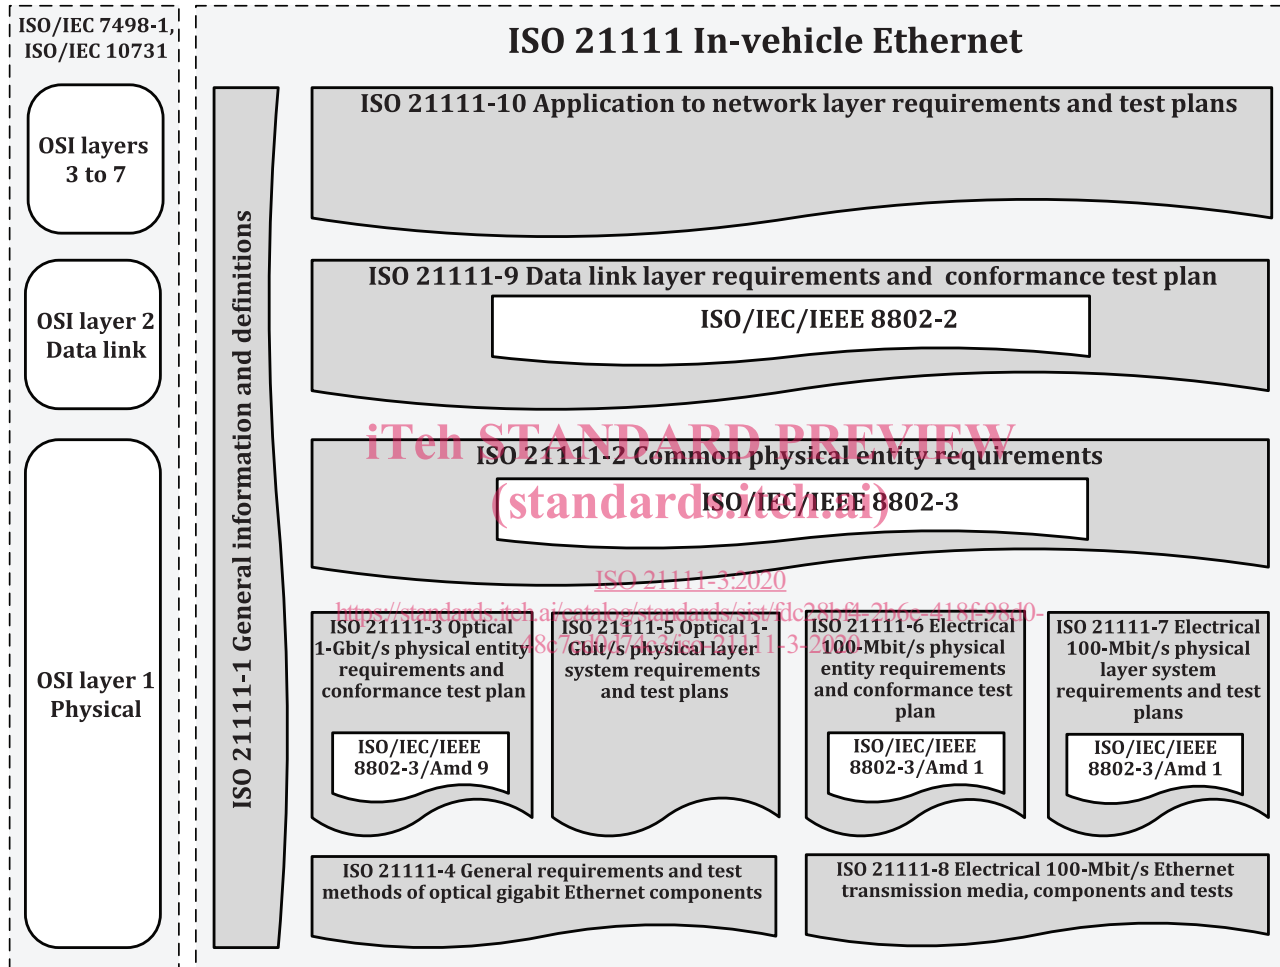 ISO/IEC 7498-1,
ISO/IEC 10731
OSI layers
3 to 7
OSI layer 2
Data link
OSI layer 1
Physical
ISO 21111 In-vehicle Ethernet
ISO 21111-1 General information and definitions
ISO 21111-10 Application to network layer requirements and test plans
ISO 21111-9 Data link layer requirements and conformance test plan
ISO/IEC/IEEE 8802-2
iTeh STANDARD PREVIEW
ISO 21111-2 Common physical entity requirements
(standards.iteh.ai)
ISO/IEC/IEEE 8802-3
ISO 21111-3:2020
ISO 21111-3 Optical
1-Gbit/s physical entity
requirements and
conformance test plan
ISO/IEC/IEEE
8802-3/Amd 9
ISO 21111-5 Optical 1-
Gbit/s physical layer
system requirements
and test plans
ISO 21111-6 Electrical
100-Mbit/s physical
entity requirements
and conformance test
plan
ISO/IEC/IEEE
8802-3/Amd 1
ISO 21111-7 Electrical
100-Mbit/s physical
layer system
requirements and test
plans
ISO/IEC/IEEE
8802-3/Amd 1
ISO 21111-4 General requirements and test
methods of optical gigabit Ethernet components
ISO 21111-8 Electrical 100-Mbit/s Ethernet
transmission media, components and tests